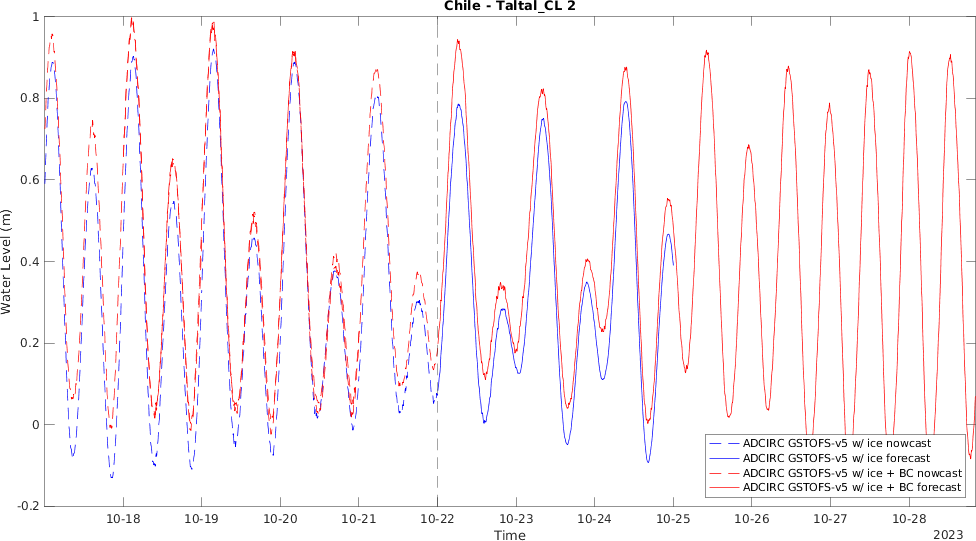 Chile - Taltal_CL 2
1
0.8
0.6
0.4
0.2
0
-0.2
Water Level (m)
ADCIRC GSTOFS-v5 w/ ice nowcast
ADCIRC GSTOFS-v5 w/ ice forecast
ADCIRC GSTOFS-v5 w/ ice + BC nowcast
ADCIRC GSTOFS-v5 w/ ice + BC forecast
10-18 10-19 10-20 10-21 10-22 10-23 10-24 10-25 10-26 10-27 10-28
Time
2023